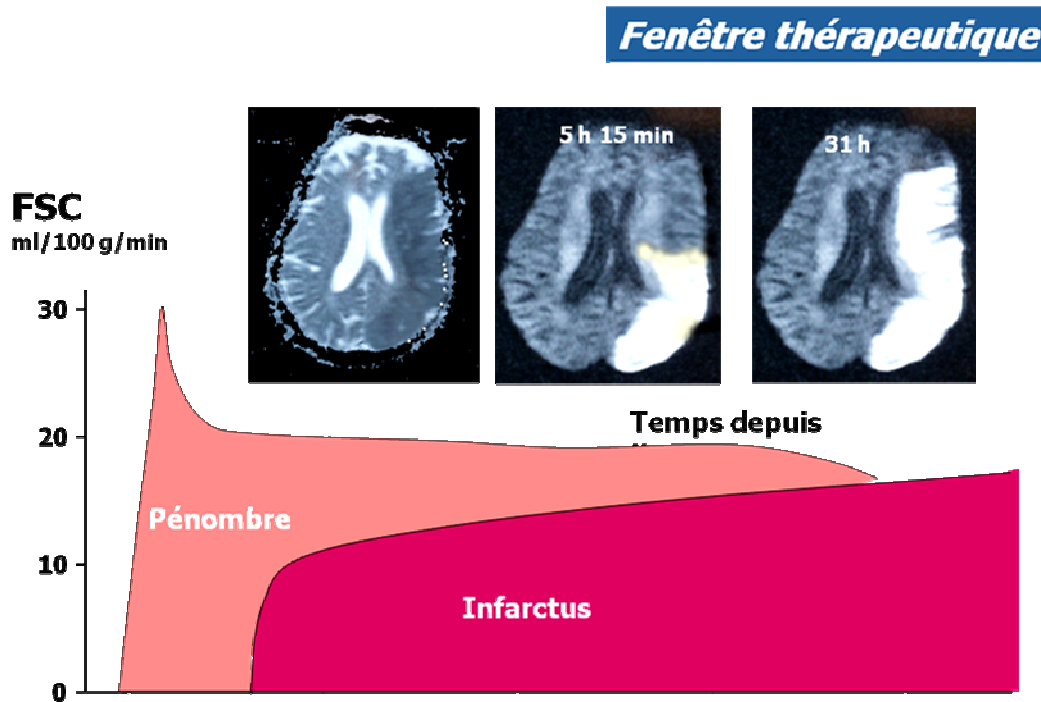 Fenêtre thérapeutique
5 h 15 min
31 h
FSC
ml/100 g/min
30
20
10
0
Temps depuis
Pénombre
Infarctus